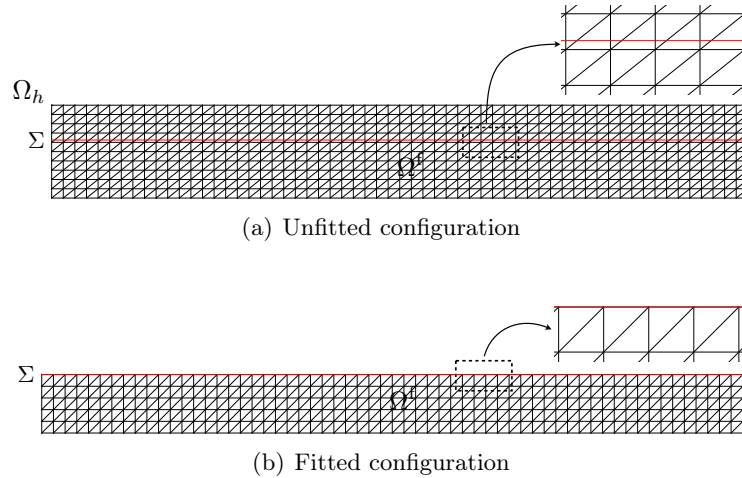 Ω_h
Σ
Ω^f
(a) Unfitted configuration
Σ
Ω^f
(b) Fitted configuration